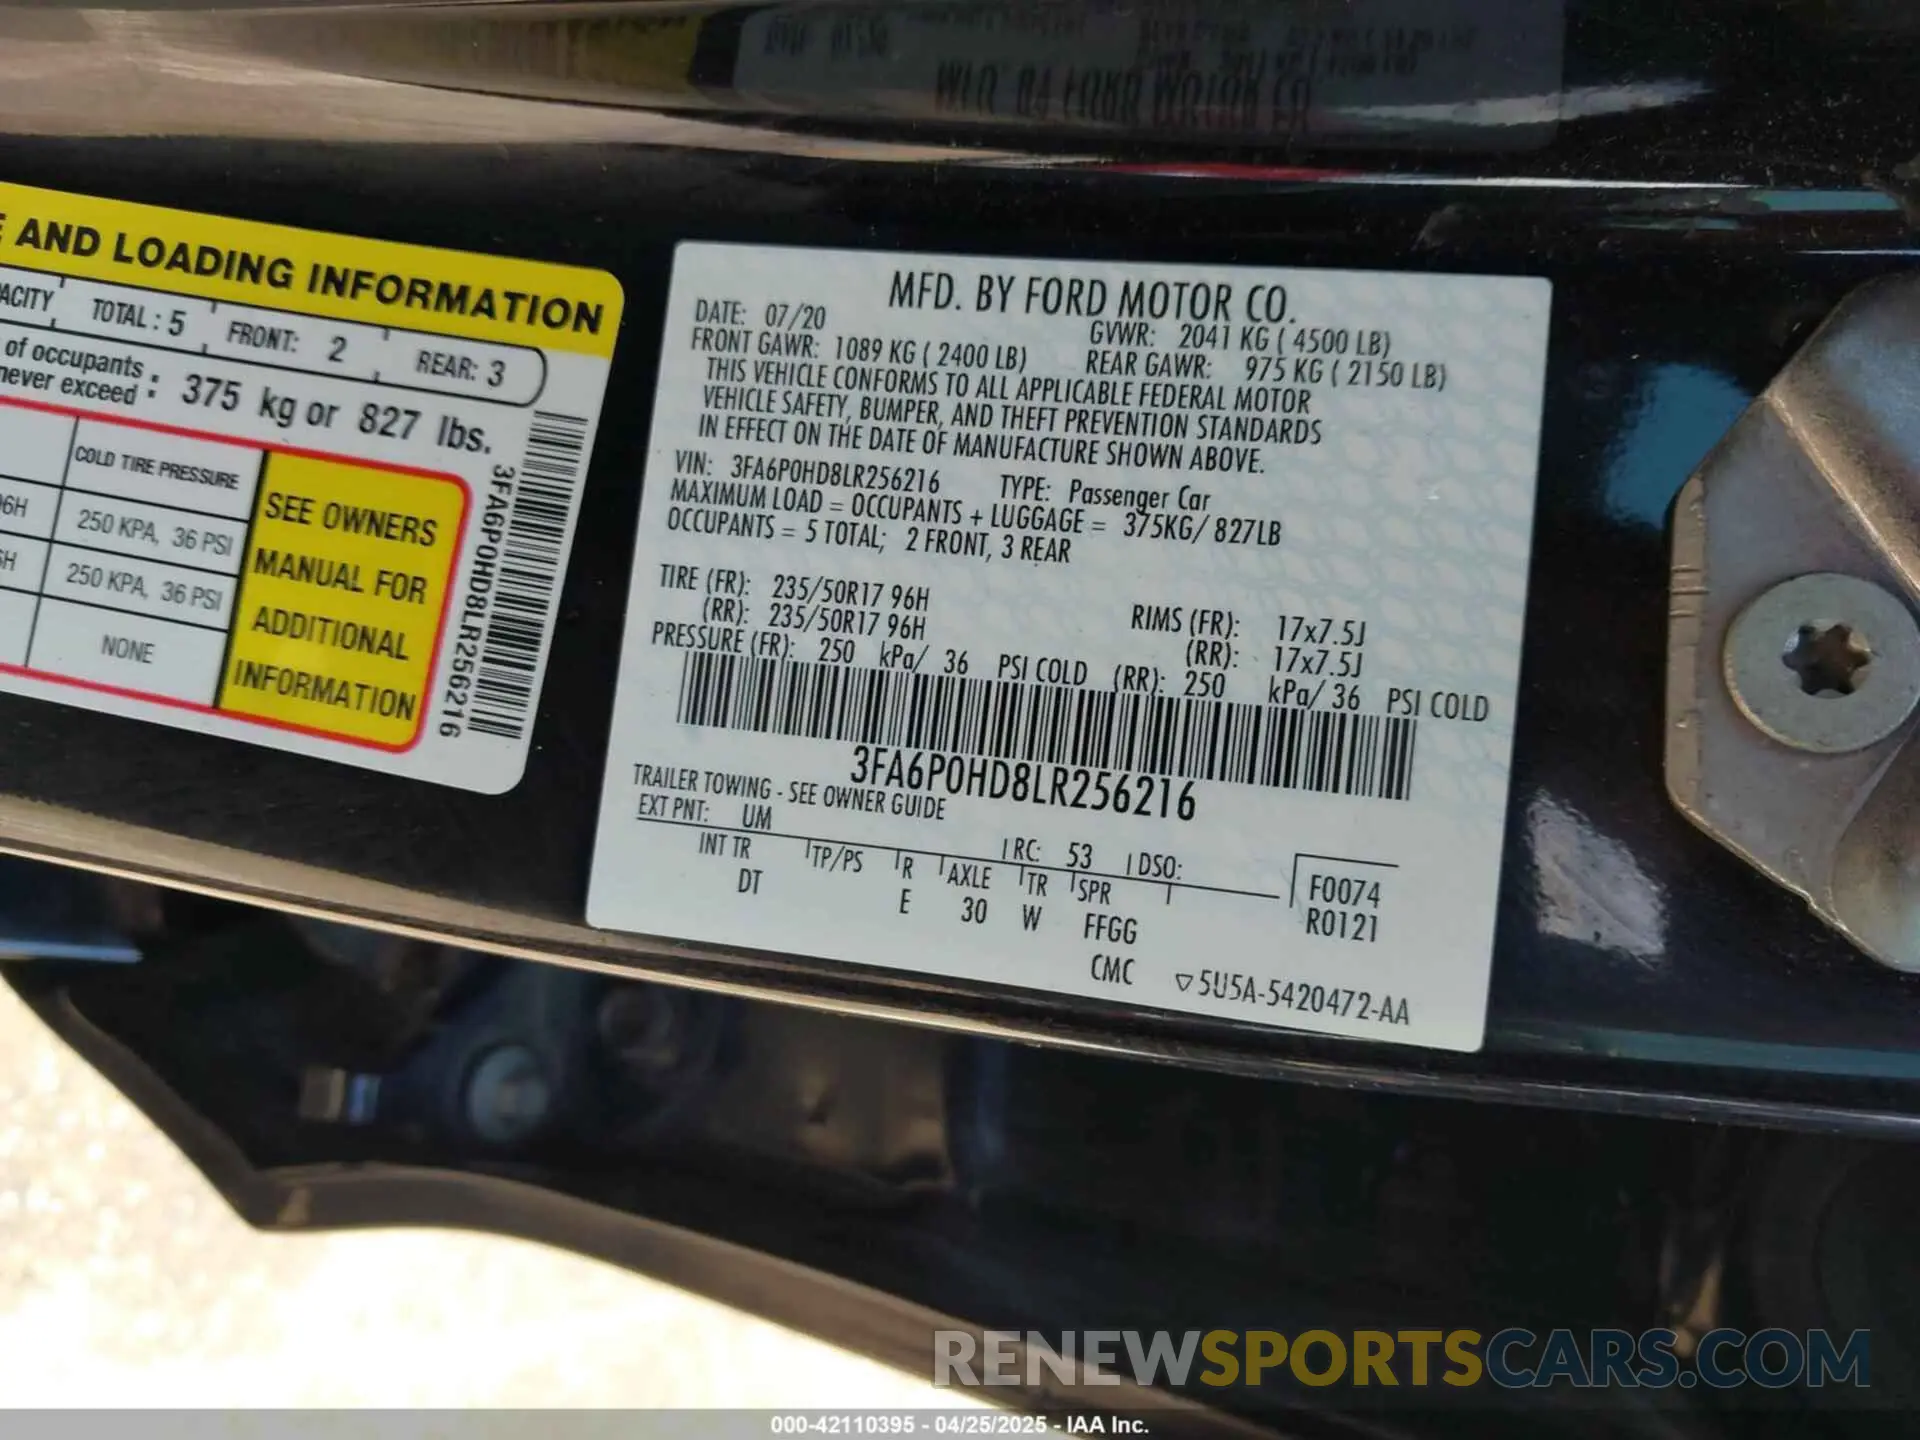 E AND LOADING INFORMATION
ACITY TOTAL: 5 FRONT: 2 REAR: 3
of occupants
never exceed : 375 kg or 827 lbs.
COLD TIRE PRESSURE
96H 250 KPA, 36 PSI
6H 250 KPA, 36 PSI
NONE
SEE OWNERS
MANUAL FOR
ADDITIONAL
INFORMATION
3FA6P0HD8LR256216
MFD. BY FORD MOTOR CO.
DATE: 07/20 GVWR: 2041 KG ( 4500 LB)
FRONT GAWR: 1089 KG ( 2400 LB) REAR GAWR: 975 KG ( 2150 LB)
THIS VEHICLE CONFORMS TO ALL APPLICABLE FEDERAL MOTOR
VEHICLE SAFETY, BUMPER, AND THEFT PREVENTION STANDARDS
IN EFFECT ON THE DATE OF MANUFACTURE SHOWN ABOVE.
VIN: 3FA6P0HD8LR256216 TYPE: Passenger Car
MAXIMUM LOAD = OCCUPANTS + LUGGAGE = 375KG/ 827LB
OCCUPANTS = 5 TOTAL; 2 FRONT, 3 REAR
TIRE (FR): 235/50R17 96H RIMS (FR): 17x7.5J
(RR): 235/50R17 96H (RR): 17x7.5J
PRESSURE (FR): 250 kPa/ 36 PSI COLD (RR): 250 kPa/ 36 PSI COLD
3FA6P0HD8LR256216
TRAILER TOWING - SEE OWNER GUIDE
EXT PNT: UM RC: 53 DSO:
INT TR TP/PS R AXLE TR SPR F0074
DT E 30 W FFGG R0121
CMC ▽5U5A-5420472-AA
RENEWSPORTSCARS.COM
000-42110395 - 04/25/2025 - IAA Inc.